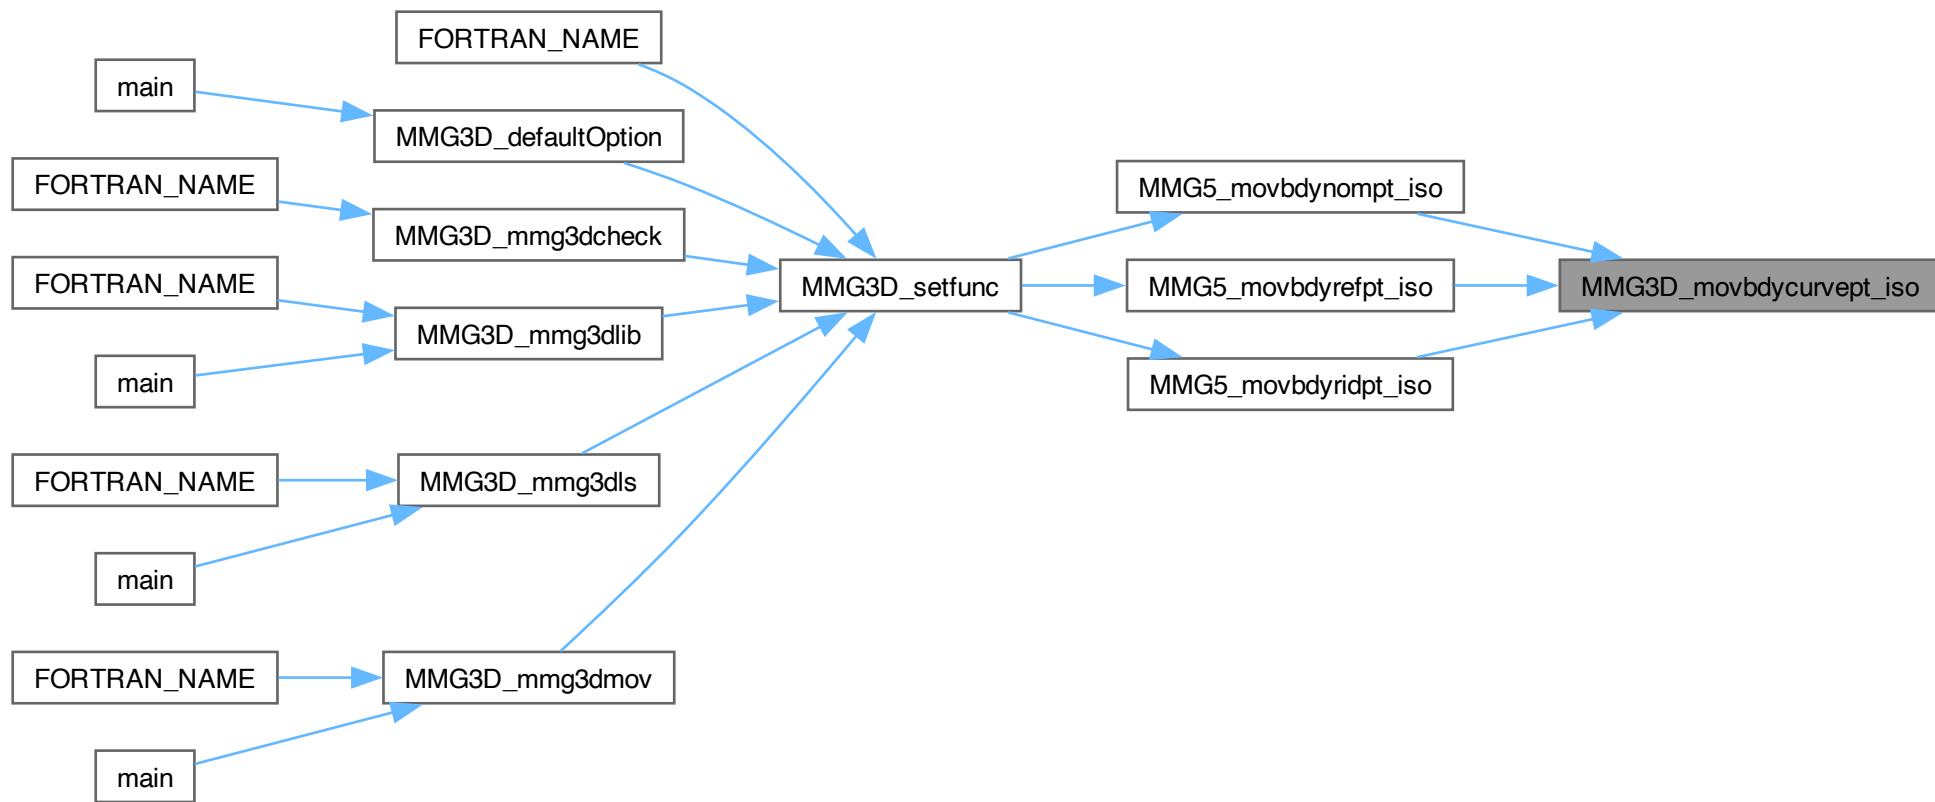 FORTRAN_NAME
main
MMG3D_defaultOption
FORTRAN_NAME
MMG5_movbdynompt_iso
MMG3D_mmg3dcheck
FORTRAN_NAME
MMG3D_setfunc
MMG5_movbdyrefpt_iso
MMG3D_movbdycurvept_iso
MMG3D_mmg3dlib
main
MMG5_movbdyridpt_iso
FORTRAN_NAME
MMG3D_mmg3dls
main
FORTRAN_NAME
MMG3D_mmg3dmov
main